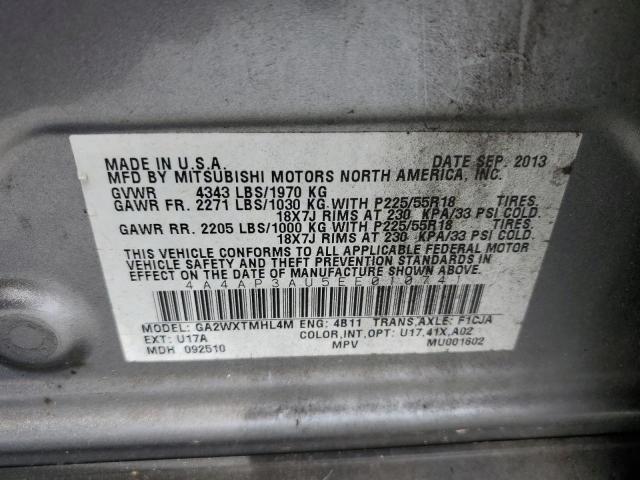 MADE IN U.S.A. DATE SEP. 2013
MFD BY MITSUBISHI MOTORS NORTH AMERICA, INC.
GVWR 4343 LBS/1970 KG
GAWR FR. 2271 LBS/1030 KG WITH P225/55R18 TIRES,
18X7J RIMS AT 230 KPA/33 PSI COLD.
GAWR RR. 2205 LBS/1000 KG WITH P225/55R18 TIRES,
18X7J RIMS AT 230 KPA/33 PSI COLD.
THIS VEHICLE CONFORMS TO ALL APPLICABLE FEDERAL MOTOR
VEHICLE SAFETY AND THEFT PREVENTION STANDARDS IN
EFFECT ON THE DATE OF MANUFACTURE SHOWN ABOVE.
4A4AP3AU5EE010741
MODEL: GA2WXTMHL4M ENG: 4B11 TRANS,AXLE: F1CJA
EXT: U17A COLOR,INT,OPT: U17,41X,A02
MDH 092510 MPV MU001602